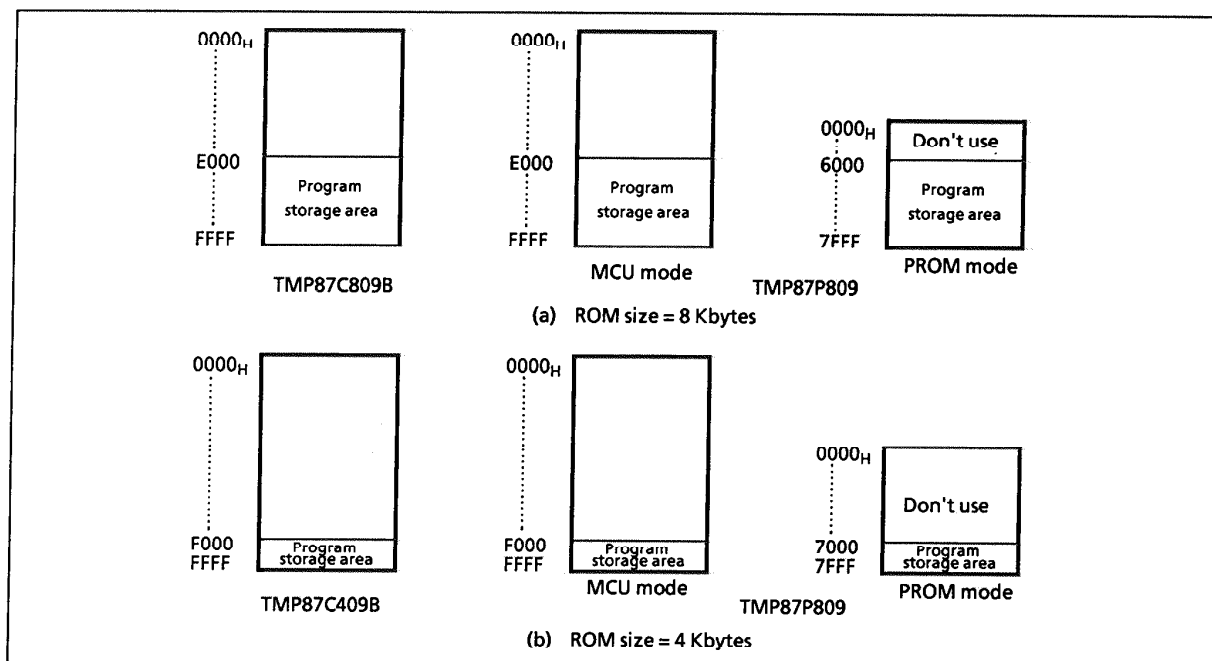 0000H
E000
FFFF
Program
storage area
TMP87C809B
0000H
E000
FFFF
Program
storage area
MCU mode
0000H
6000
7FFF
Don't use
Program
storage area
PROM mode
TMP87P809
(a) ROM size = 8 Kbytes
0000H
F000
FFFF
Program
storage area
TMP87C409B
0000H
F000
FFFF
Program
storage area
MCU mode
0000H
7000
7FFF
Don't use
Program
storage area
PROM mode
TMP87P809
(b) ROM size = 4 Kbytes